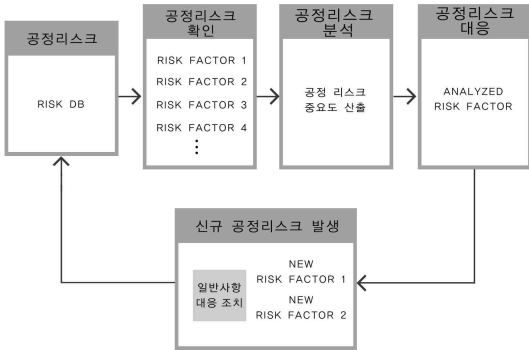 공정리스크
RISK DB
공정리스크
확인
RISK FACTOR 1
RISK FACTOR 2
RISK FACTOR 3
RISK FACTOR 4
⋮
공정리스크
분석
공정 리스크
중요도 산출
공정리스크
대응
ANALYZED
RISK FACTOR
신규 공정리스크 발생
일반사항
대응 조치
NEW
RISK FACTOR 1
NEW
RISK FACTOR 2